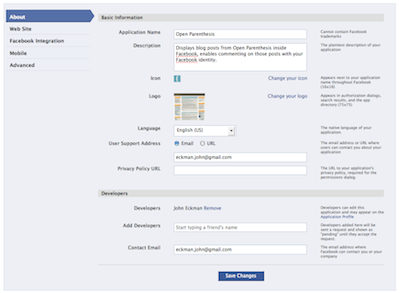 About
Web Site
Facebook Integration
Mobile
Advanced
Basic Information
Application Name
Open Parenthesis
Cannot contain Facebook
trademarks
Description
Displays blog posts from Open Parenthesis inside
Facebook, enables commenting on those posts with your
Facebook identity.
The plaintext description of your
application
Icon
Change your icon
Appears next to your application
name throughout Facebook
(16x16)
Logo
Change your logo
Appears in authorization dialogs,
search results, and the app
directory (75x75)
Language
English (US)
The native language of your
application.
User Support Address
Email
URL
eckman.john@gmail.com
The email address or URL where
users can contact you about your
application
Privacy Policy URL
The URL to your application's
privacy policy, required for the
permissions dialog.
Developers
Developers
John Eckman Remove
Developers can edit this
application and may appear on the
Application Profile
Add Developers
Start typing a friend's name
Developers added here will be
sent a request and shown as
"pending" until they accept the
request.
Contact Email
eckman.john@gmail.com
The email address where
Facebook can contact you or your
company
Save Changes